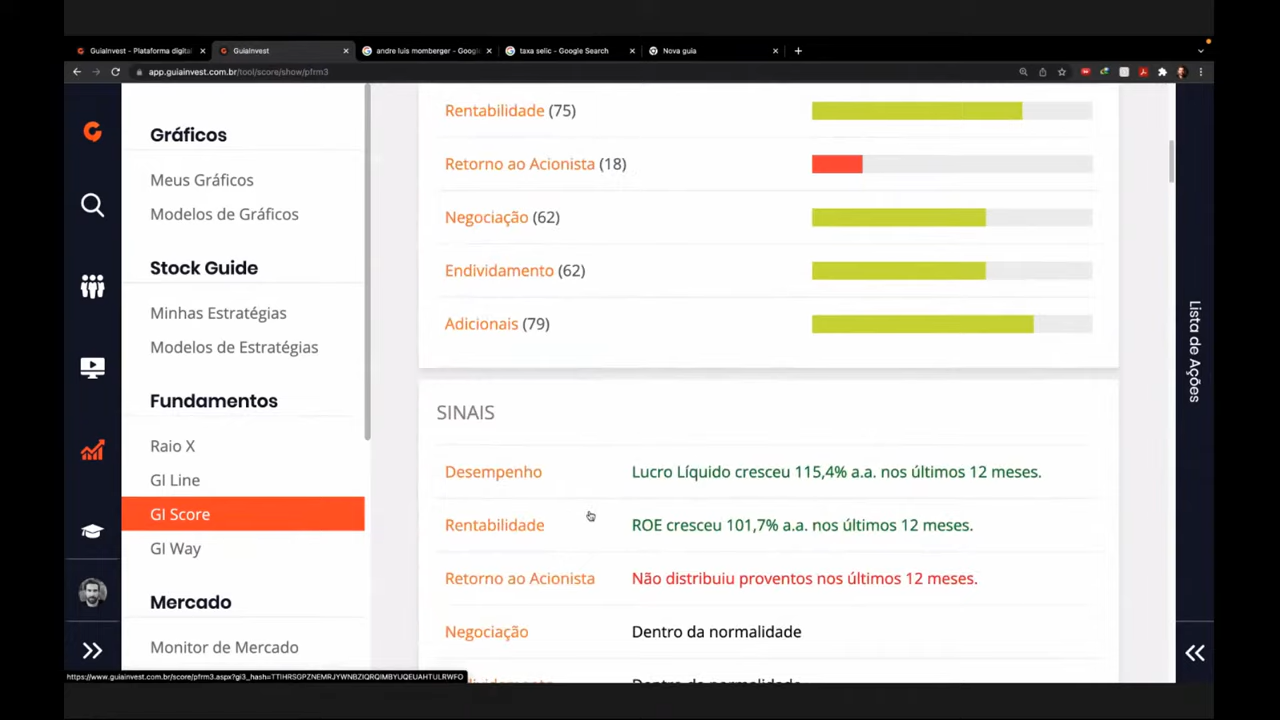 GuiaInvest - Plataforma digital
GuiaInvest
andre luis momberger - Goog
taxa selic - Google Search
Nova guia
app.guiainvest.com.br/tool/score/show/pfrm3
Gráficos
Meus Gráficos
Modelos de Gráficos
Stock Guide
Minhas Estratégias
Modelos de Estratégias
Fundamentos
Raio X
GI Line
GI Score
GI Way
Mercado
Monitor de Mercado
Rentabilidade (75)
Retorno ao Acionista (18)
Negociação (62)
Endividamento (62)
Adicionais (79)
SINAIS
Desempenho Lucro Líquido cresceu 115,4% a.a. nos últimos 12 meses.
Rentabilidade ROE cresceu 101,7% a.a. nos últimos 12 meses.
Retorno ao Acionista Não distribuiu proventos nos últimos 12 meses.
Negociação Dentro da normalidade
Dentro da normalidade
Lista de Ações